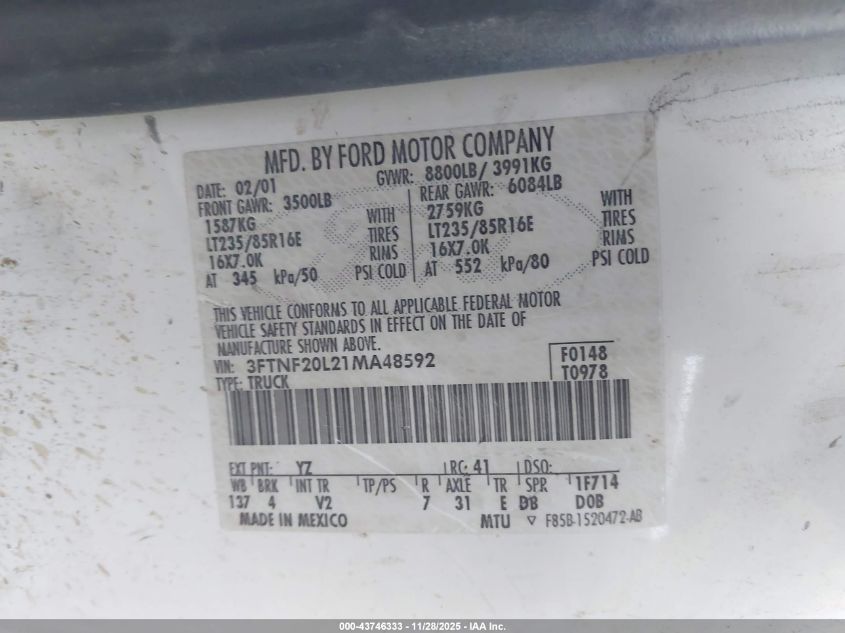 MFD. BY FORD MOTOR COMPANY
DATE: 02/01 GVWR: 8800LB/ 3991KG
FRONT GAWR: 3500LB REAR GAWR: 6084LB
1587KG WITH 2759KG WITH
LT235/85R16E TIRES LT235/85R16E TIRES
16X7.0K RIMS 16X7.0K RIMS
AT 345 kPa/50 PSI COLD AT 552 kPa/80 PSI COLD
THIS VEHICLE CONFORMS TO ALL APPLICABLE FEDERAL MOTOR
VEHICLE SAFETY STANDARDS IN EFFECT ON THE DATE OF
MANUFACTURE SHOWN ABOVE.
VIN: 3FTNF20L21MA48592 F0148
TYPE: TRUCK T0978
EXT PNT: YZ RC: 41 DSO:
WB BRK INT TR TP/PS R AXLE TR SPR 1F714
137 4 V2 7 31 E DOB
MADE IN MEXICO MTU ▽ F85B-1520472-AB
000-43746333 - 11/28/2025 - IAA Inc.